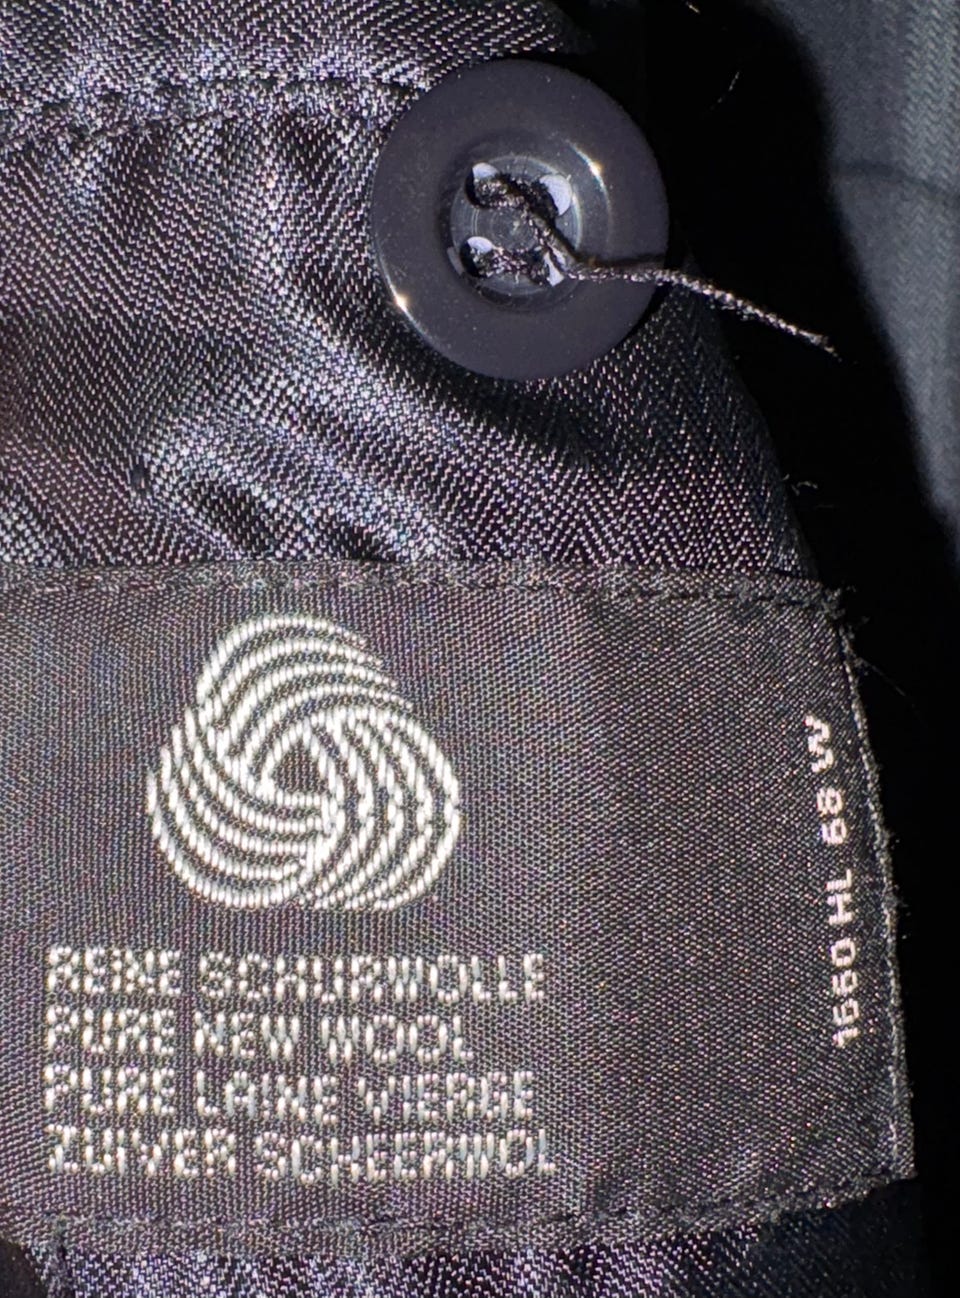 REINE SCHURWOLLE
PURE NEW WOOL
PURE LAINE VIERGE
ZUIVER SCHEERWOL
1660 HL 68 W